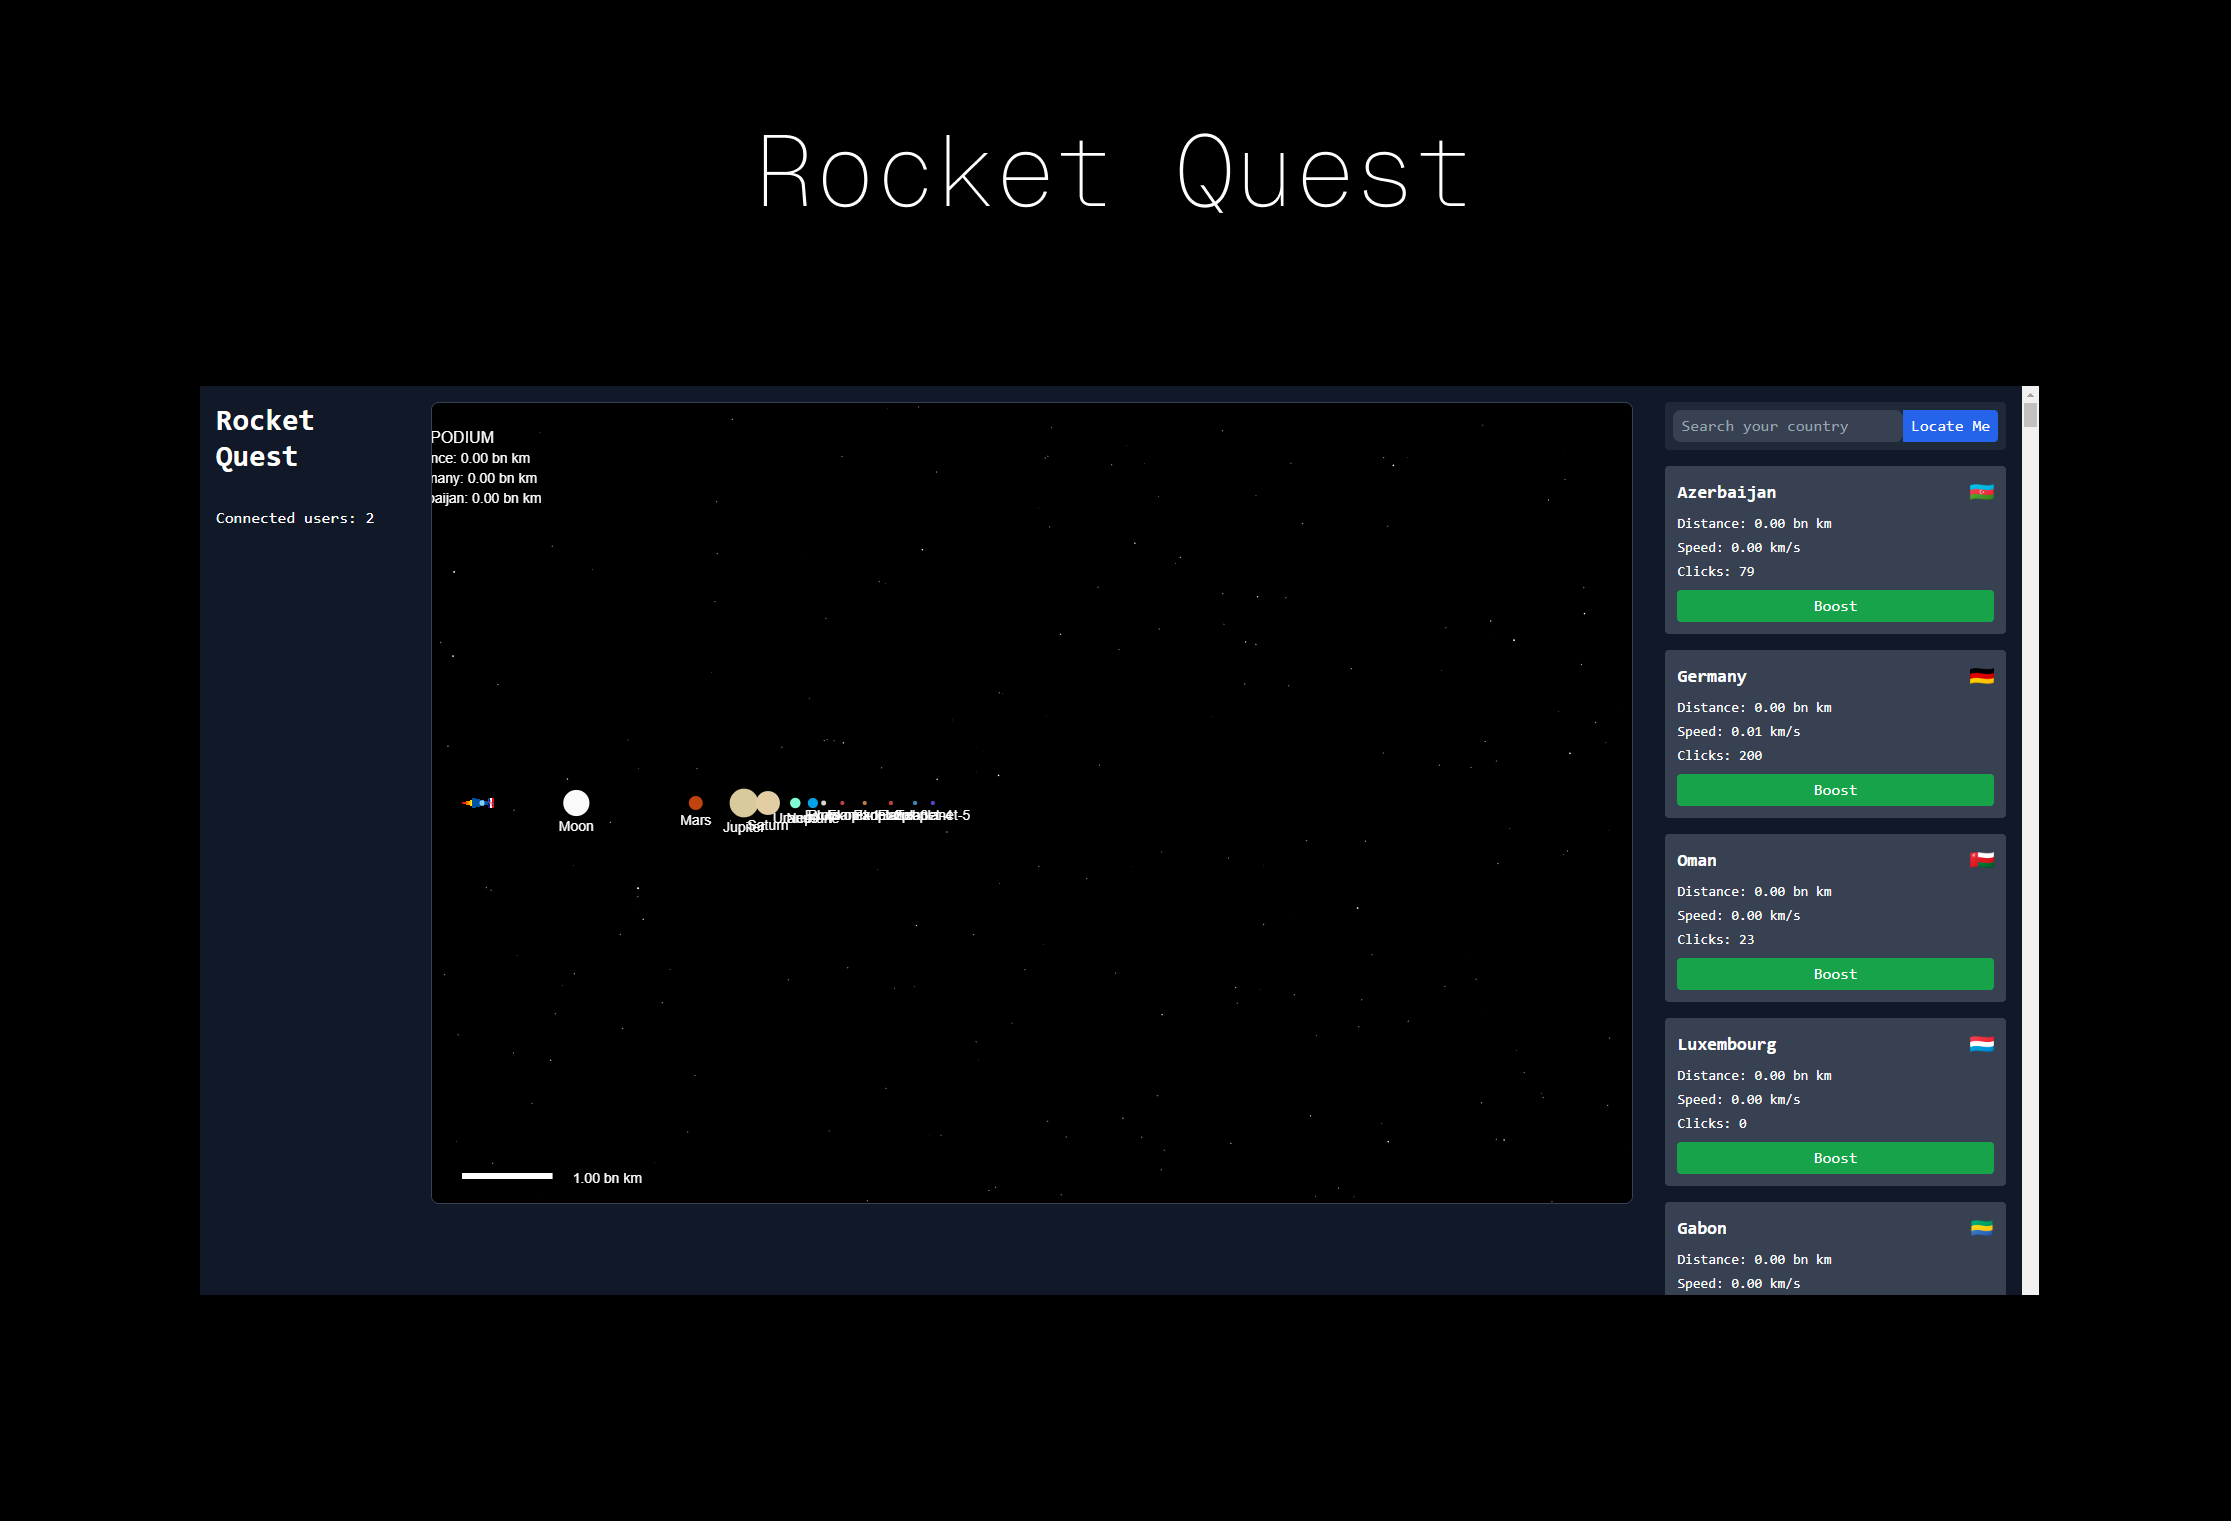 Rocket Quest
Rocket
Quest
Connected users: 2
PODIUM
nce: 0.00 bn km
many: 0.00 bn km
baijan: 0.00 bn km
Moon
Mars
Jupiter
Saturn
1.00 bn km
Search your country
Locate Me
Azerbaijan
Distance: 0.00 bn km
Speed: 0.00 km/s
Clicks: 79
Boost
Germany
Distance: 0.00 bn km
Speed: 0.01 km/s
Clicks: 200
Boost
Oman
Distance: 0.00 bn km
Speed: 0.00 km/s
Clicks: 23
Boost
Luxembourg
Distance: 0.00 bn km
Speed: 0.00 km/s
Clicks: 0
Boost
Gabon
Distance: 0.00 bn km
Speed: 0.00 km/s